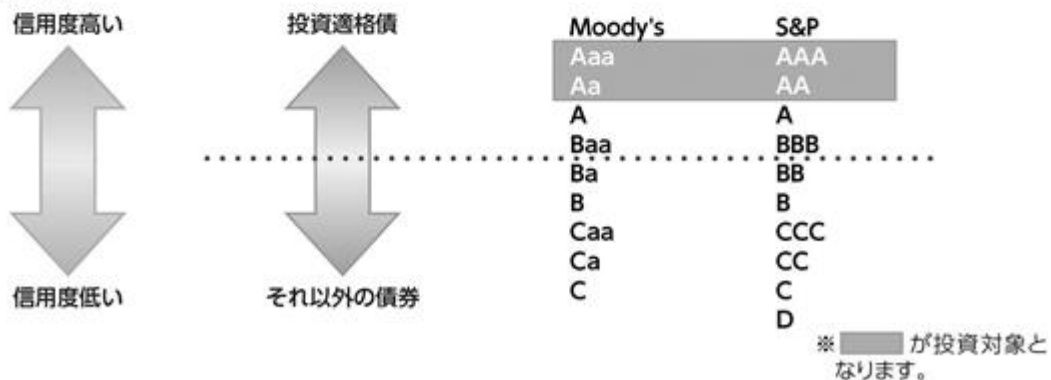 信用度高い 投資適格債 Moody's S&P
Aaa AAA
Aa AA
A A
Baa BBB
Ba BB
B B
Caa CCC
Ca CC
信用度低い それ以外の債券 C C
D
※ が投資対象と
なります。